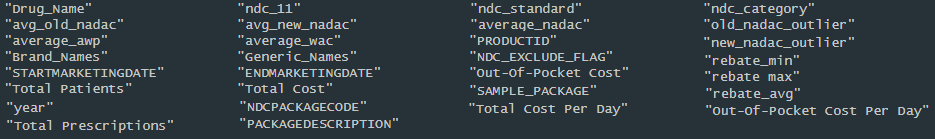 "Drug_Name" "ndc_11" "ndc_standard" "ndc_category"
"avg_old_nadac" "avg_new_nadac" "average_nadac" "old_nadac_outlier"
"average_awp" "average_wac" "PRODUCTID" "new_nadac_outlier"
"Brand_Names" "Generic_Names" "NDC_EXCLUDE_FLAG" "rebate_min"
"STARTMARKETINGDATE" "ENDMARKETINGDATE" "Out-Of-Pocket Cost" "rebate max"
"Total Patients" "Total Cost" "SAMPLE_PACKAGE" "rebate_avg"
"year" "NDCPACKAGECODE" "Total Cost Per Day" "Out-Of-Pocket Cost Per Day"
"Total Prescriptions" "PACKAGEDESCRIPTION"